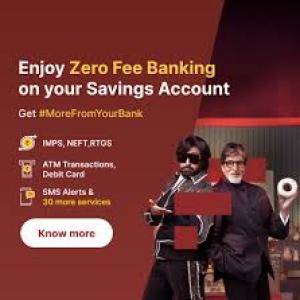 Enjoy Zero Fee Banking
on your Savings Account
Get #MoreFromYourBank
IMPS, NEFT,RTGS
ATM Transactions,
Debit Card
SMS Alerts &
30 more services
Know more